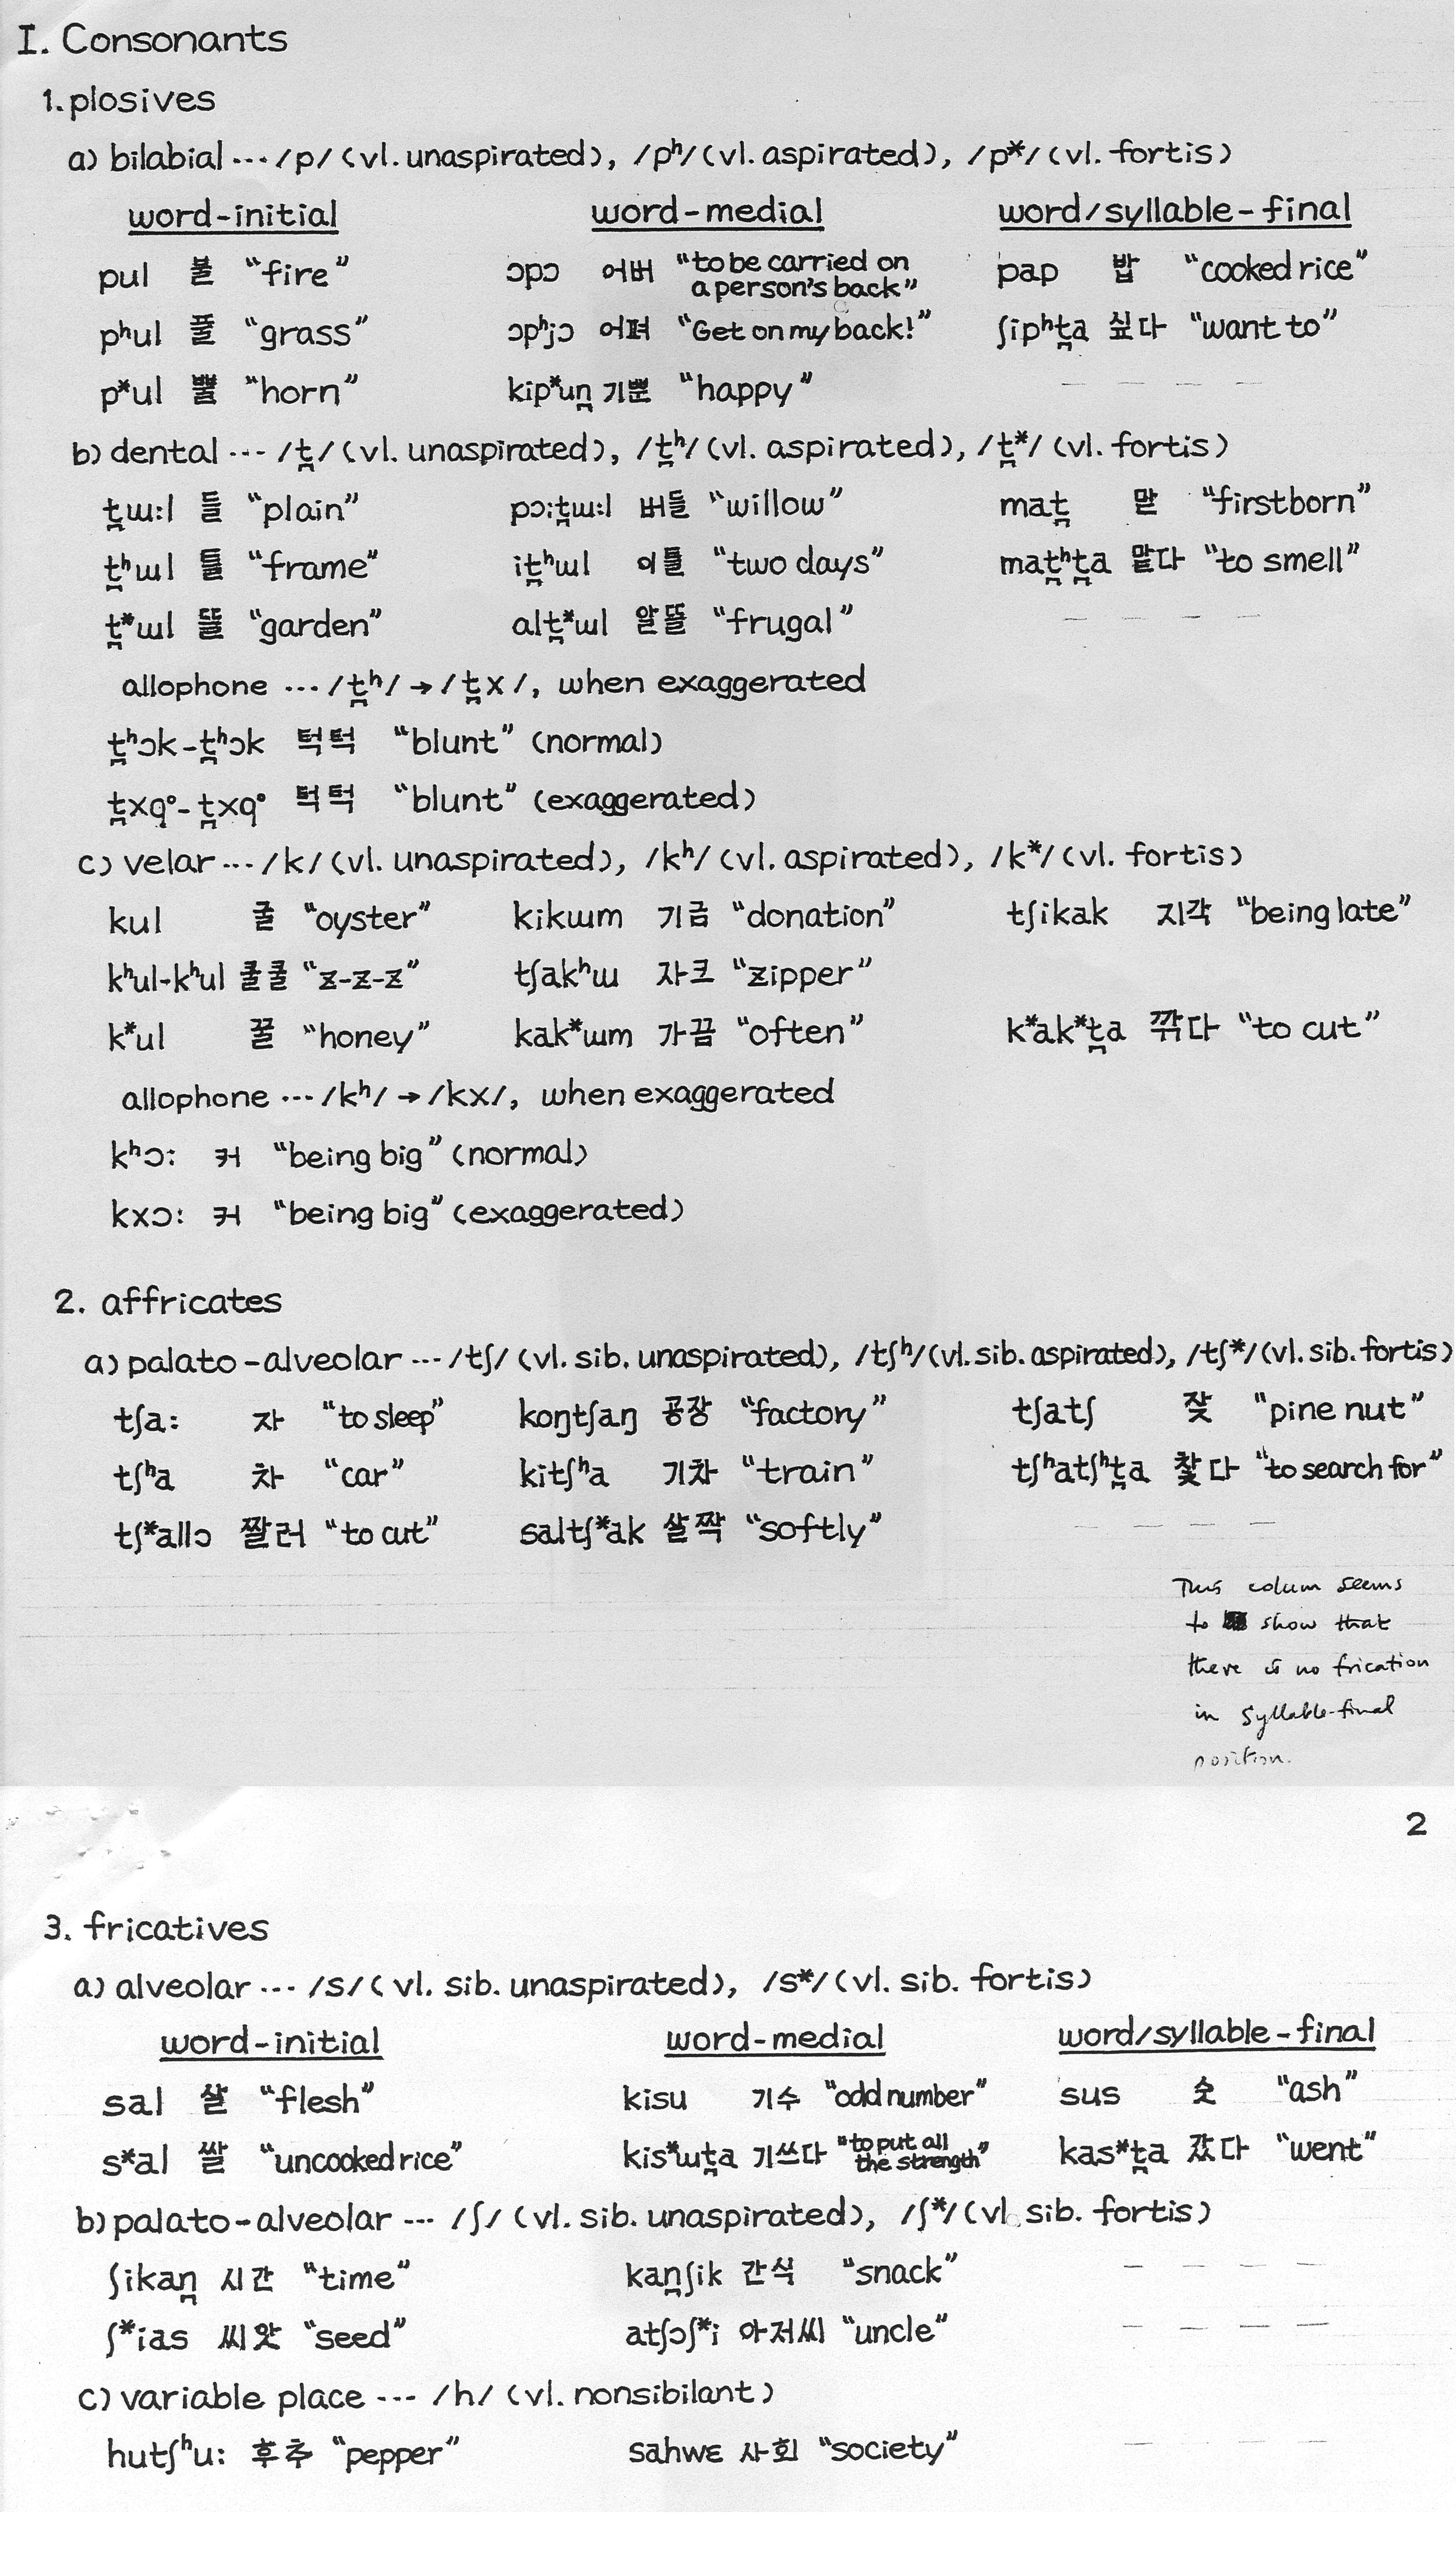 I. Consonants
1. plosives
a) bilabial --- /p/ (vl. unaspirated), /pʰ/ (vl. aspirated), /p*/ (vl. fortis)
word-initial word-medial word/syllable-final
pul 불 “fire” ɔpɔ 어버 “to be carried on a person's back” pap 밥 “cooked rice”
pʰul 풀 “grass” ɔpʰjɔ 어펴 “Get on my back!” ʃipʰt̪a 싶다 “want to”
p*ul 뿔 “horn” kip*un̪ 기뿐 “happy” – – – –
b) dental --- /t̪/ (vl. unaspirated), /t̪ʰ/ (vl. aspirated), /t̪*/ (vl. fortis)
t̪ɯ:l 들 “plain” pɔ:t̪ɯ:l 버들 “willow” mat̪ 맏 “firstborn”
t̪ʰɯl 틀 “frame” it̪ʰɯl 이틀 “two days” mat̪ʰt̪a 맡다 “to smell”
t̪*ɯl 뜰 “garden” alt̪*ɯl 알뜰 “frugal” – – – –
allophone --- /t̪ʰ/ → /t̪x/, when exaggerated
t̪ʰɔk-t̪ʰɔk 턱턱 “blunt” (normal)
t̪xq°-t̪xq° 턱턱 “blunt” (exaggerated)
c) velar --- /k/ (vl. unaspirated), /kʰ/ (vl. aspirated), /k*/ (vl. fortis)
kul 굴 “oyster” kikɯm 기금 “donation” tʃikak 지각 “being late”
kʰul-kʰul 쿨쿨 “z-z-z” tʃakʰɯ 자크 “zipper”
k*ul 꿀 “honey” kak*ɯm 가끔 “often” k*ak*t̪a 깎다 “to cut”
allophone --- /kʰ/ → /kx/, when exaggerated
kʰɔ: 커 “being big” (normal)
kxɔ: 커 “being big” (exaggerated)
2. affricates
a) palato-alveolar --- /tʃ/ (vl. sib. unaspirated), /tʃʰ/ (vl. sib. aspirated), /tʃ*/ (vl. sib. fortis)
tʃa: 자 “to sleep” koŋtʃaŋ 공장 “factory” tʃatʃ 잦 “pine nut”
tʃʰa 차 “car” kitʃʰa 기차 “train” tʃʰatʃʰt̪a 찿다 “to search for”
tʃ*allɔ 짤러 “to cut” saltʃ*ak 살짝 “softly” – – – –
This colum seems
to show that
there is no frication
in syllable-final
position.
2
3. fricatives
a) alveolar --- /s/ (vl. sib. unaspirated), /s*/ (vl. sib. fortis)
word-initial word-medial word/syllable-final
sal 살 “flesh” kisu 기수 “odd number” sus 숫 “ash”
s*al 쌀 “uncooked rice” kis*ɯt̪a 기쓰다 “to put all the strength” kas*t̪a 갔다 “went”
b) palato-alveolar --- /ʃ/ (vl. sib. unaspirated), /ʃ*/ (vl. sib. fortis)
ʃikan̪ 시간 “time” kan̪ʃik 간식 “snack” – – – –
ʃ*ias 씨앗 “seed” atʃɔʃ*i 아저씨 “uncle” – – – –
c) variable place --- /h/ (vl. nonsibilant)
hutʃʰu: 후추 “pepper” sahwɛ 사회 “society” – – – –